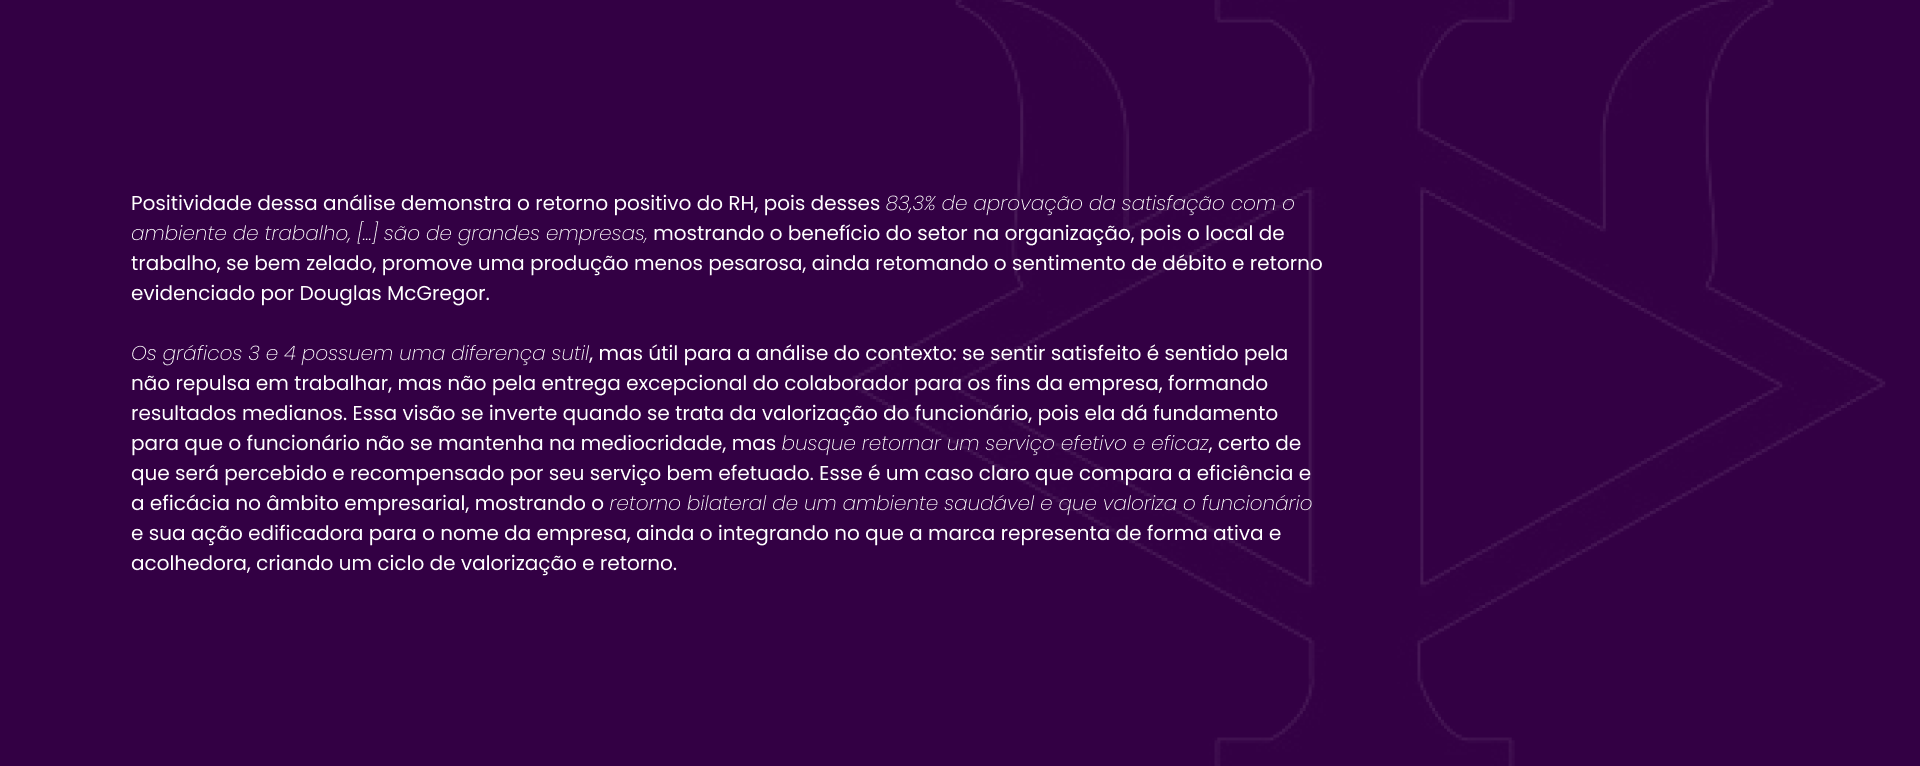 Positividade dessa análise demonstra o retorno positivo do RH, pois desses 83,3% de aprovação da satisfação com o
ambiente de trabalho, [...] são de grandes empresas, mostrando o benefício do setor na organização, pois o local de
trabalho, se bem zelado, promove uma produção menos pesarosa, ainda retomando o sentimento de débito e retorno
evidenciado por Douglas McGregor.
Os gráficos 3 e 4 possuem uma diferença sutil, mas útil para a análise do contexto: se sentir satisfeito é sentido pela
não repulsa em trabalhar, mas não pela entrega excepcional do colaborador para os fins da empresa, formando
resultados medianos. Essa visão se inverte quando se trata da valorização do funcionário, pois ela dá fundamento
para que o funcionário não se mantenha na mediocridade, mas busque retornar um serviço efetivo e eficaz, certo de
que será percebido e recompensado por seu serviço bem efetuado. Esse é um caso claro que compara a eficiência e
a eficácia no âmbito empresarial, mostrando o retorno bilateral de um ambiente saudável e que valoriza o funcionário
e sua ação edificadora para o nome da empresa, ainda o integrando no que a marca representa de forma ativa e
acolhedora, criando um ciclo de valorização e retorno.